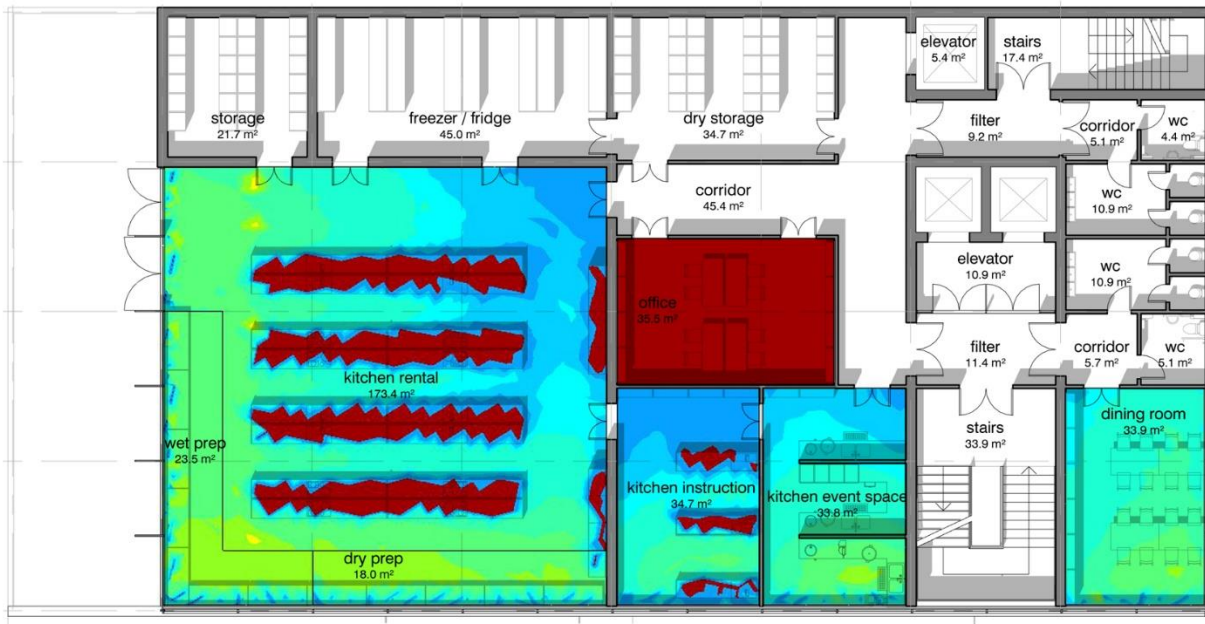 elevator
5.4 m²
stairs
17.4 m²
storage
21.7 m²
freezer / fridge
45.0 m²
dry storage
34.7 m²
filter
9.2 m²
corridor
5.1 m²
wc
4.4 m²
corridor
45.4 m²
wc
10.9 m²
elevator
10.9 m²
wc
10.9 m²
office
35.5 m²
filter
11.4 m²
corridor
5.7 m²
wc
5.1 m²
kitchen rental
173.4 m²
wet prep
23.5 m²
dining room
33.9 m²
stairs
33.9 m²
kitchen instruction
34.7 m²
kitchen event space
33.8 m²
dry prep
18.0 m²